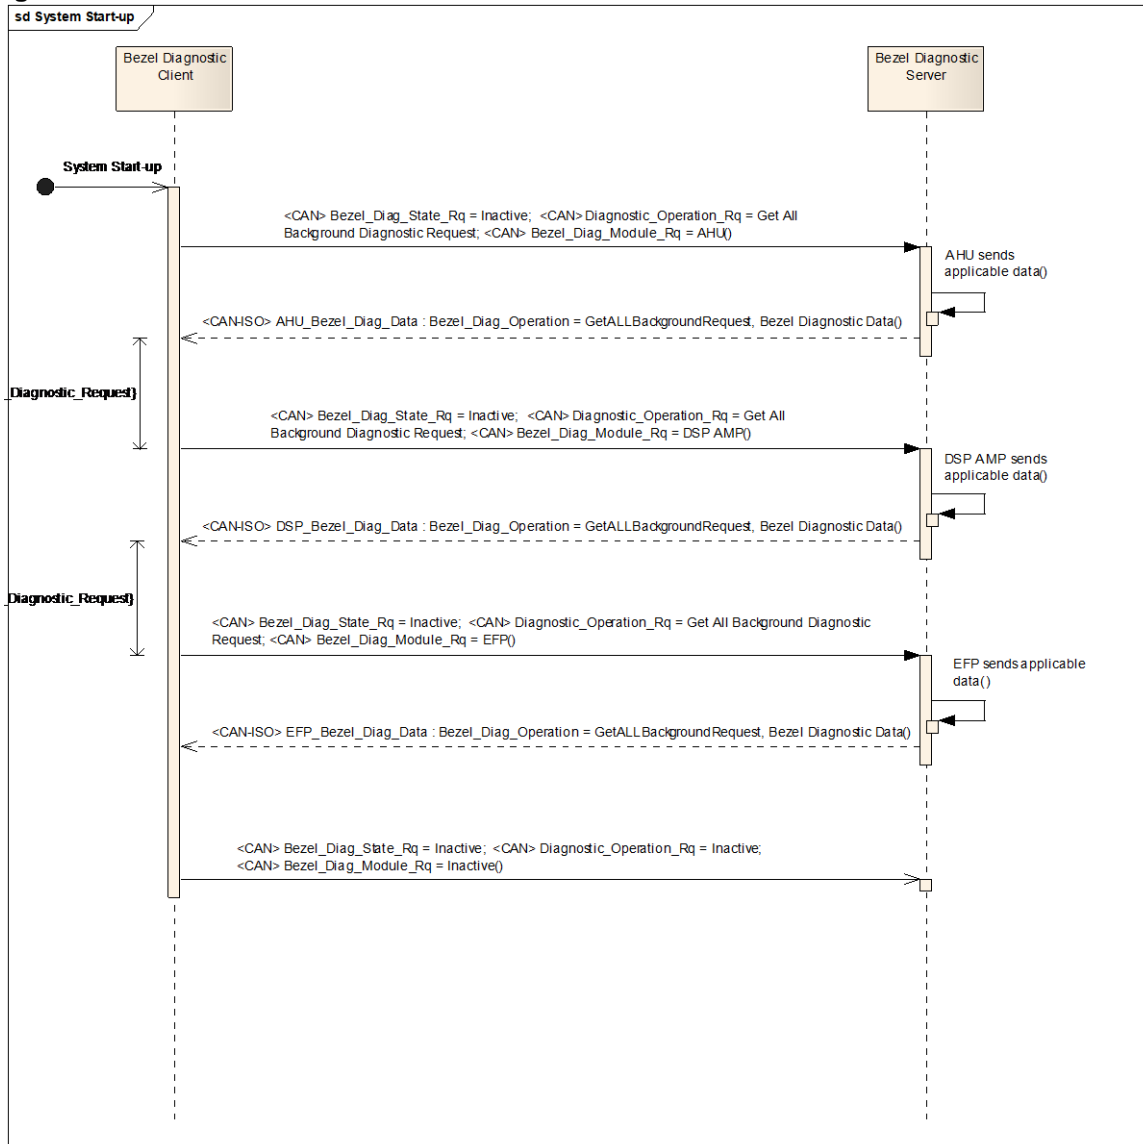 sd System Start-up
Bezel Diagnostic
Client
Bezel Diagnostic
Server
System Start-up
<CAN> Bezel_Diag_State_Rq = Inactive;  <CAN> Diagnostic_Operation_Rq = Get All
Background Diagnostic Request; <CAN> Bezel_Diag_Module_Rq = AHU()
AHU sends
applicable data()
<CAN-ISO> AHU_Bezel_Diag_Data : Bezel_Diag_Operation = GetALLBackgroundRequest, Bezel Diagnostic Data()
_Diagnostic_Request}
<CAN> Bezel_Diag_State_Rq = Inactive;  <CAN> Diagnostic_Operation_Rq = Get All
Background Diagnostic Request; <CAN> Bezel_Diag_Module_Rq = DSP AMP()
DSP AMP sends
applicable data()
<CAN-ISO> DSP_Bezel_Diag_Data : Bezel_Diag_Operation = GetALLBackgroundRequest, Bezel Diagnostic Data()
_Diagnostic_Request}
<CAN> Bezel_Diag_State_Rq = Inactive;  <CAN> Diagnostic_Operation_Rq = Get All Background Diagnostic
Request; <CAN> Bezel_Diag_Module_Rq = EFP()
EFP sends applicable
data()
<CAN-ISO> EFP_Bezel_Diag_Data : Bezel_Diag_Operation = GetALLBackgroundRequest, Bezel Diagnostic Data()
<CAN> Bezel_Diag_State_Rq = Inactive;  <CAN> Diagnostic_Operation_Rq = Inactive;
<CAN> Bezel_Diag_Module_Rq = Inactive()